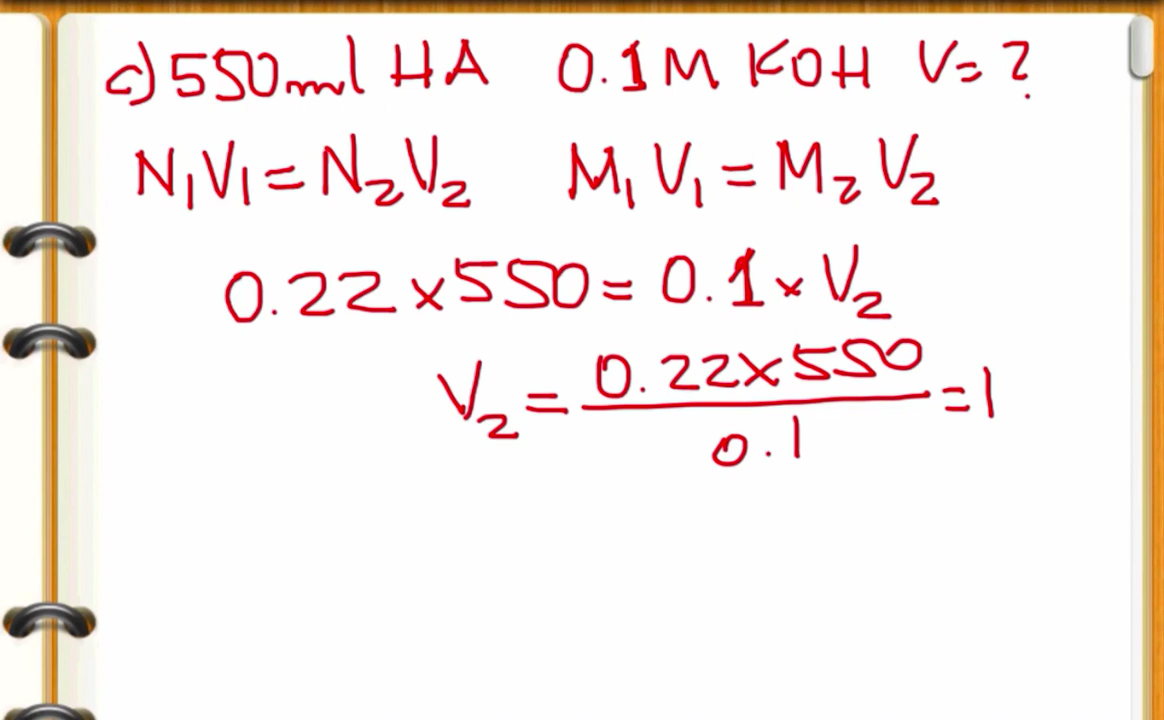 c) 550ml HA 0.1M KOH V=?
N₁V₁=N₂V₂ M₁V₁=M₂V₂
0.22×550=0.1×V₂
V₂=0.22×550/0.1=1